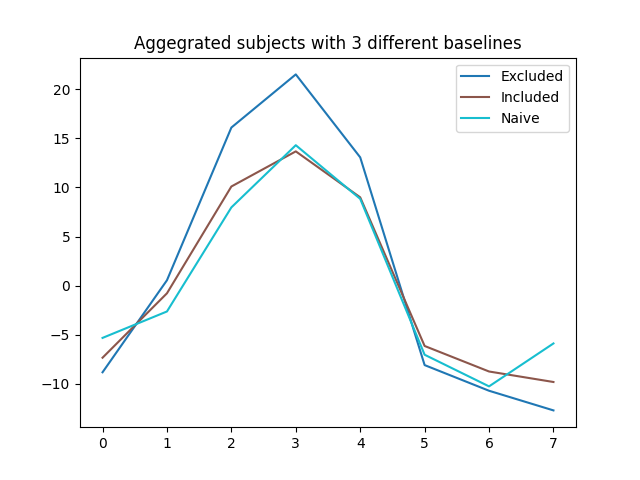 Aggegrated subjects with 3 different baselines
Excluded
Included
Naive
20
15
10
5
0
−5
−10
0 1 2 3 4 5 6 7